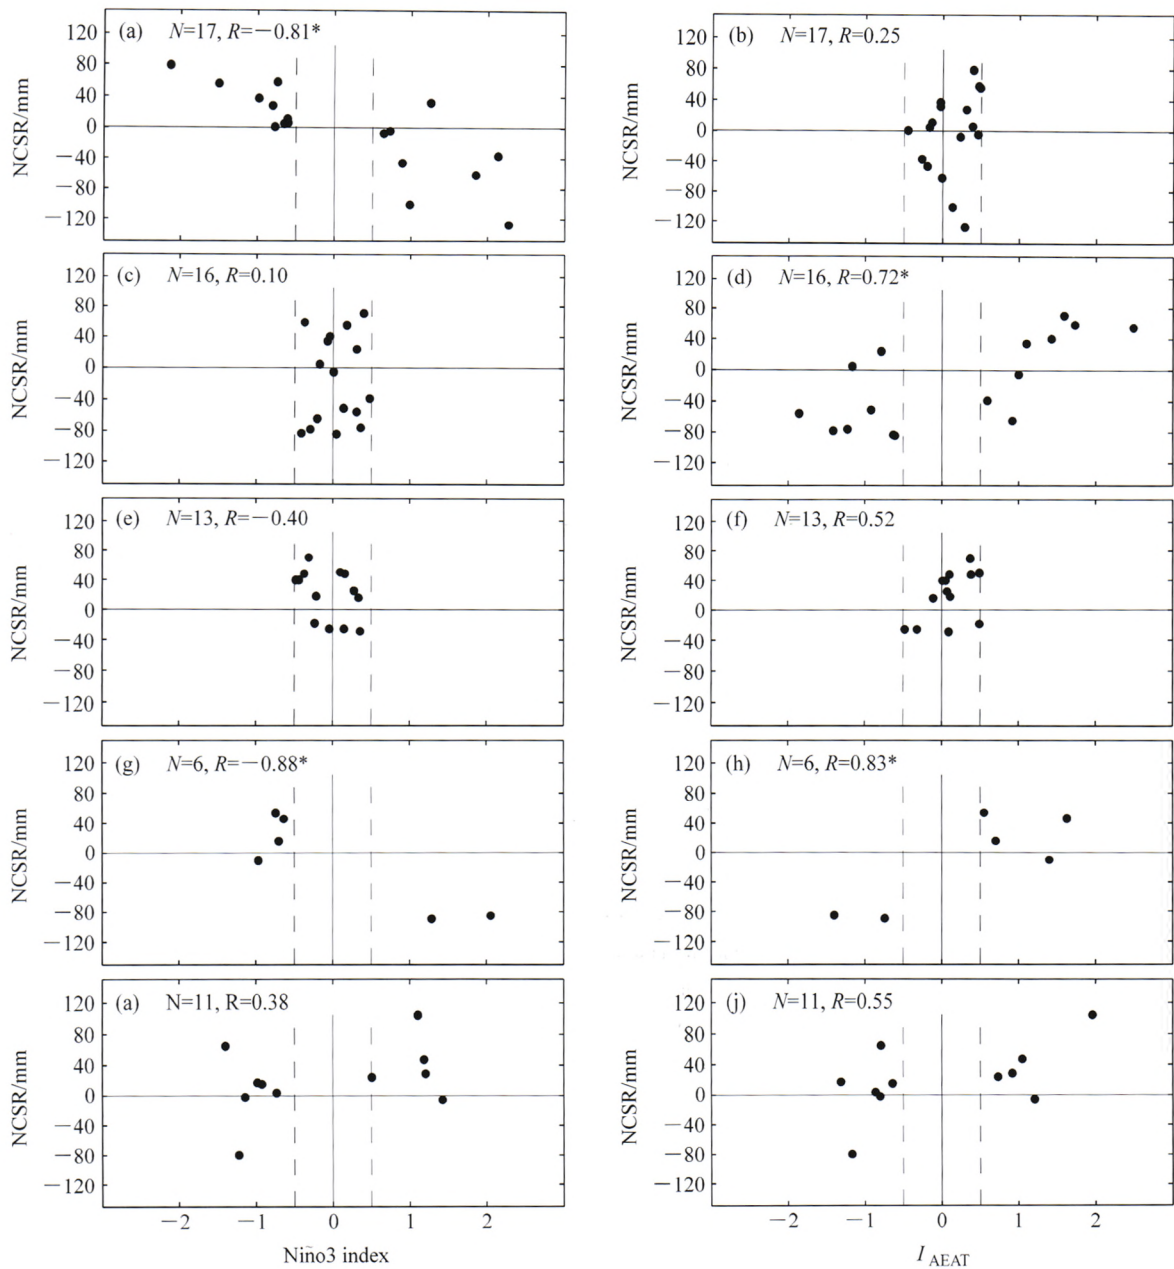 (a) N=17, R=−0.81*
120
80
40
0
−40
−80
−120
NCSR/mm
(b) N=17, R=0.25
120
80
40
0
−40
−80
−120
NCSR/mm
(c) N=16, R=0.10
120
80
40
0
−40
−80
−120
NCSR/mm
(d) N=16, R=0.72*
120
80
40
0
−40
−80
−120
NCSR/mm
(e) N=13, R=−0.40
120
80
40
0
−40
−80
−120
NCSR/mm
(f) N=13, R=0.52
120
80
40
0
−40
−80
−120
NCSR/mm
(g) N=6, R=−0.88*
120
80
40
0
−40
−80
−120
NCSR/mm
(h) N=6, R=0.83*
120
80
40
0
−40
−80
−120
NCSR/mm
(a) N=11, R=0.38
120
80
40
0
−40
−80
−120
NCSR/mm
−2 −1 0 1 2
Niño3 index
(j) N=11, R=0.55
120
80
40
0
−40
−80
−120
NCSR/mm
−2 −1 0 1 2
I AEAT